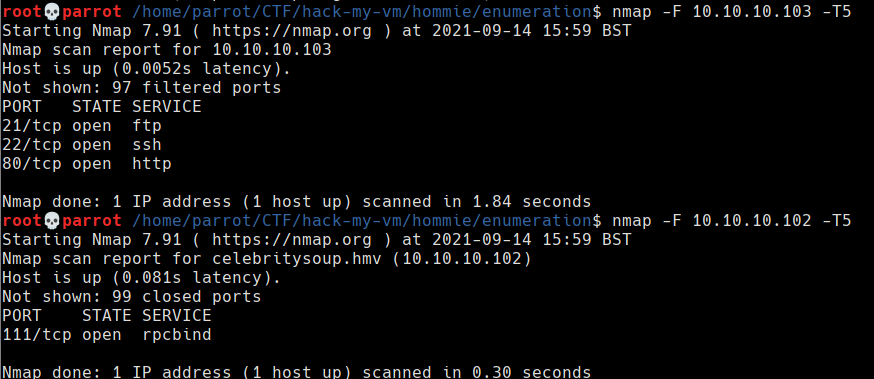 root💀parrot /home/parrot/CTF/hack-my-vm/hommie/enumeration$ nmap -F 10.10.10.103 -T5
Starting Nmap 7.91 ( https://nmap.org ) at 2021-09-14 15:59 BST
Nmap scan report for 10.10.10.103
Host is up (0.0052s latency).
Not shown: 97 filtered ports
PORT   STATE SERVICE
21/tcp open  ftp
22/tcp open  ssh
80/tcp open  http

Nmap done: 1 IP address (1 host up) scanned in 1.84 seconds
root💀parrot /home/parrot/CTF/hack-my-vm/hommie/enumeration$ nmap -F 10.10.10.102 -T5
Starting Nmap 7.91 ( https://nmap.org ) at 2021-09-14 15:59 BST
Nmap scan report for celebritysoup.hmv (10.10.10.102)
Host is up (0.081s latency).
Not shown: 99 closed ports
PORT    STATE SERVICE
111/tcp open  rpcbind

Nmap done: 1 IP address (1 host up) scanned in 0.30 seconds